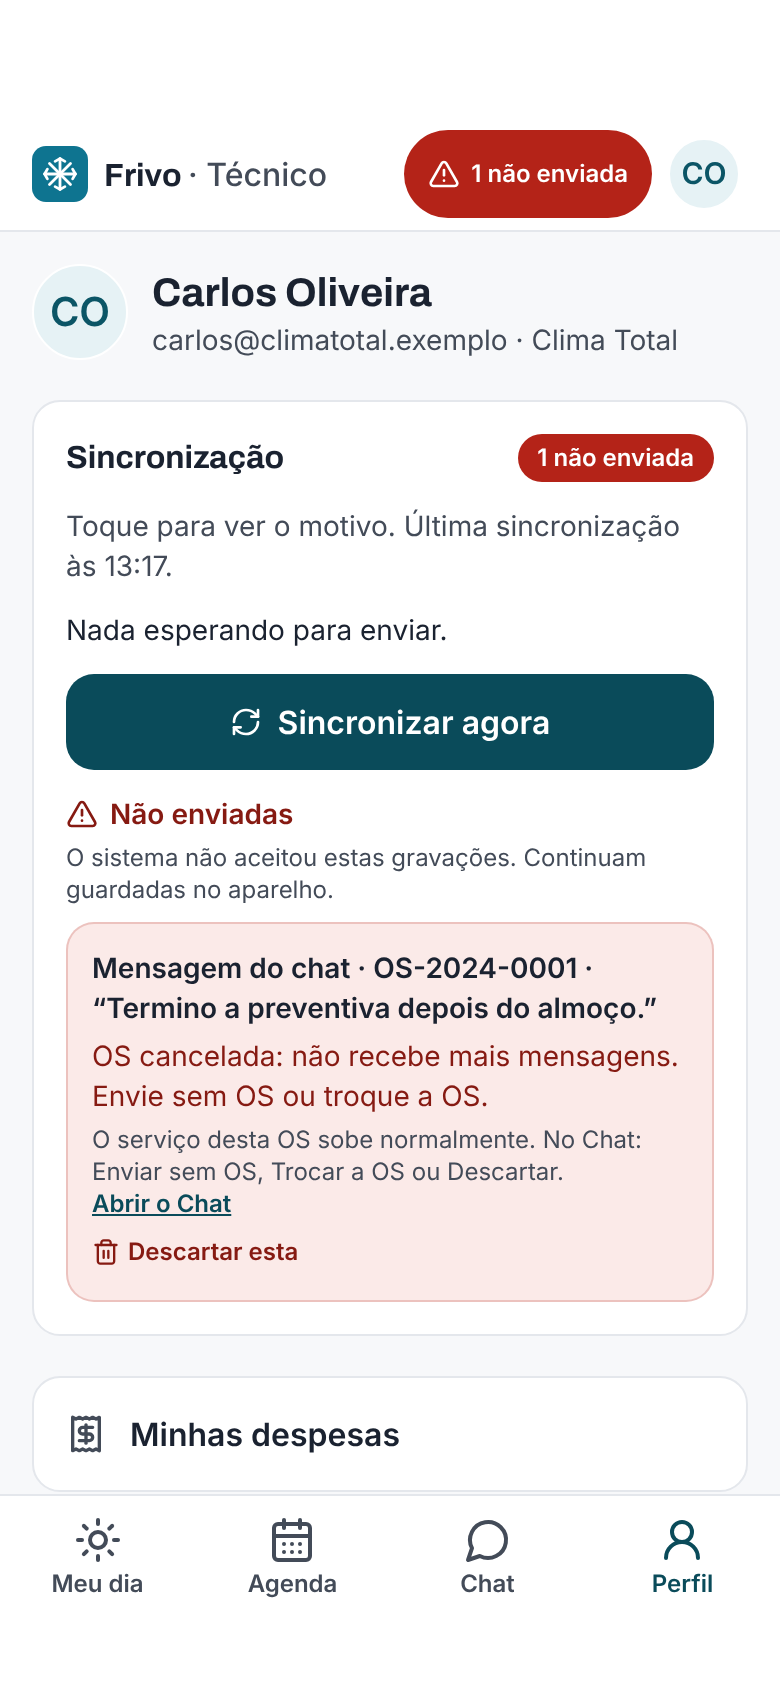 Frivo · Técnico
1 não enviada
CO
CO
Carlos Oliveira
carlos@climatotal.exemplo · Clima Total
Sincronização
1 não enviada
Toque para ver o motivo. Última sincronização
às 13:17.
Nada esperando para enviar.
Sincronizar agora
Não enviadas
O sistema não aceitou estas gravações. Continuam
guardadas no aparelho.
Mensagem do chat · OS-2024-0001 ·
“Termino a preventiva depois do almoço.”
OS cancelada: não recebe mais mensagens.
Envie sem OS ou troque a OS.
O serviço desta OS sobe normalmente. No Chat:
Enviar sem OS, Trocar a OS ou Descartar.
Abrir o Chat
Descartar esta
Minhas despesas
Meu dia
Agenda
Chat
Perfil